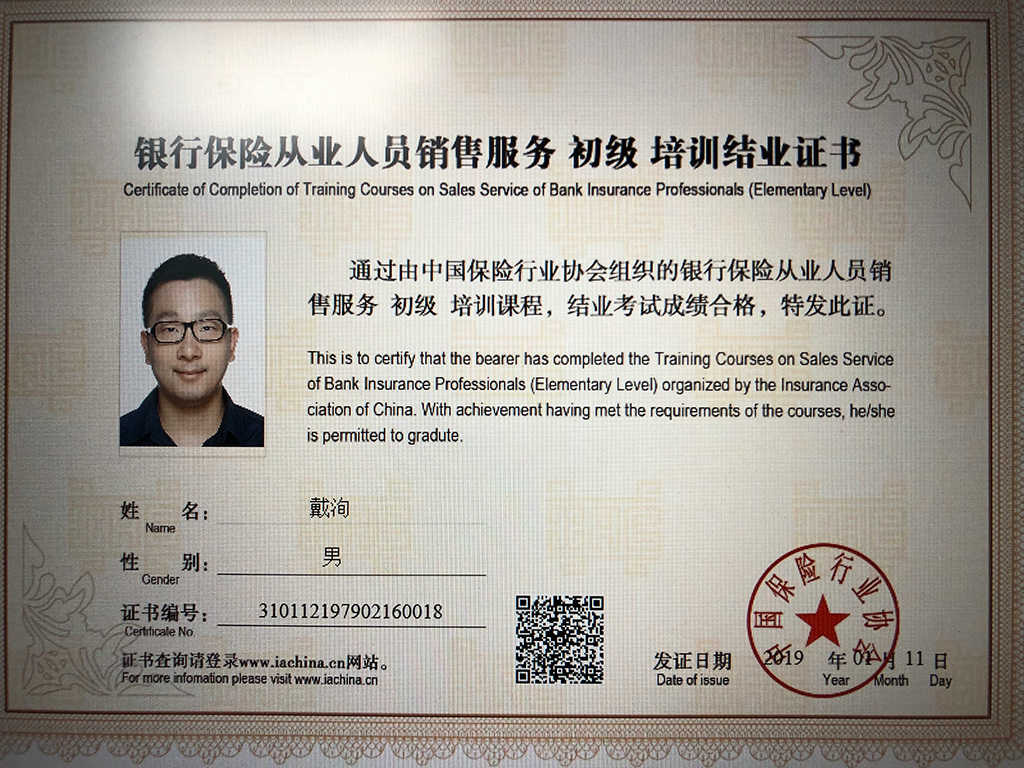 银行保险从业人员销售服务 初级 培训结业证书
Certificate of Completion of Training Courses on Sales Service of Bank Insurance Professionals (Elementary Level)
通过由中国保险行业协会组织的银行保险从业人员销
售服务 初级 培训课程，结业考试成绩合格，特发此证。
This is to certify that the bearer has completed the Training Courses on Sales Service
of Bank Insurance Professionals (Elementary Level) organized by the Insurance Asso-
ciation of China. With achievement having met the requirements of the courses, he/she
is permitted to gradute.
姓 名： 戴洵
Name
性 别： 男
Gender
证书编号： 310112197902160018
Certificate No.
证书查询请登录www.iachina.cn网站。
For more infomation please visit www.iachina.cn
中国保险行业协会
发证日期 2019 年 01 月 11 日
Date of issue Year Month Day